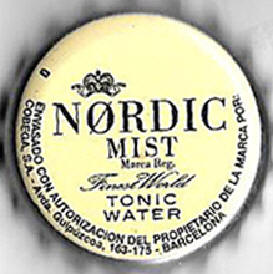 NØRDIC
MIST
Marca Reg.
Finest World
TONIC
WATER
ENVASADO CON AUTORIZACION DEL PROPIETARIO DE LA MARCA POR:
COBEGA, S.A. - Avda. Guipúzcoa, 163-175 - BARCELONA